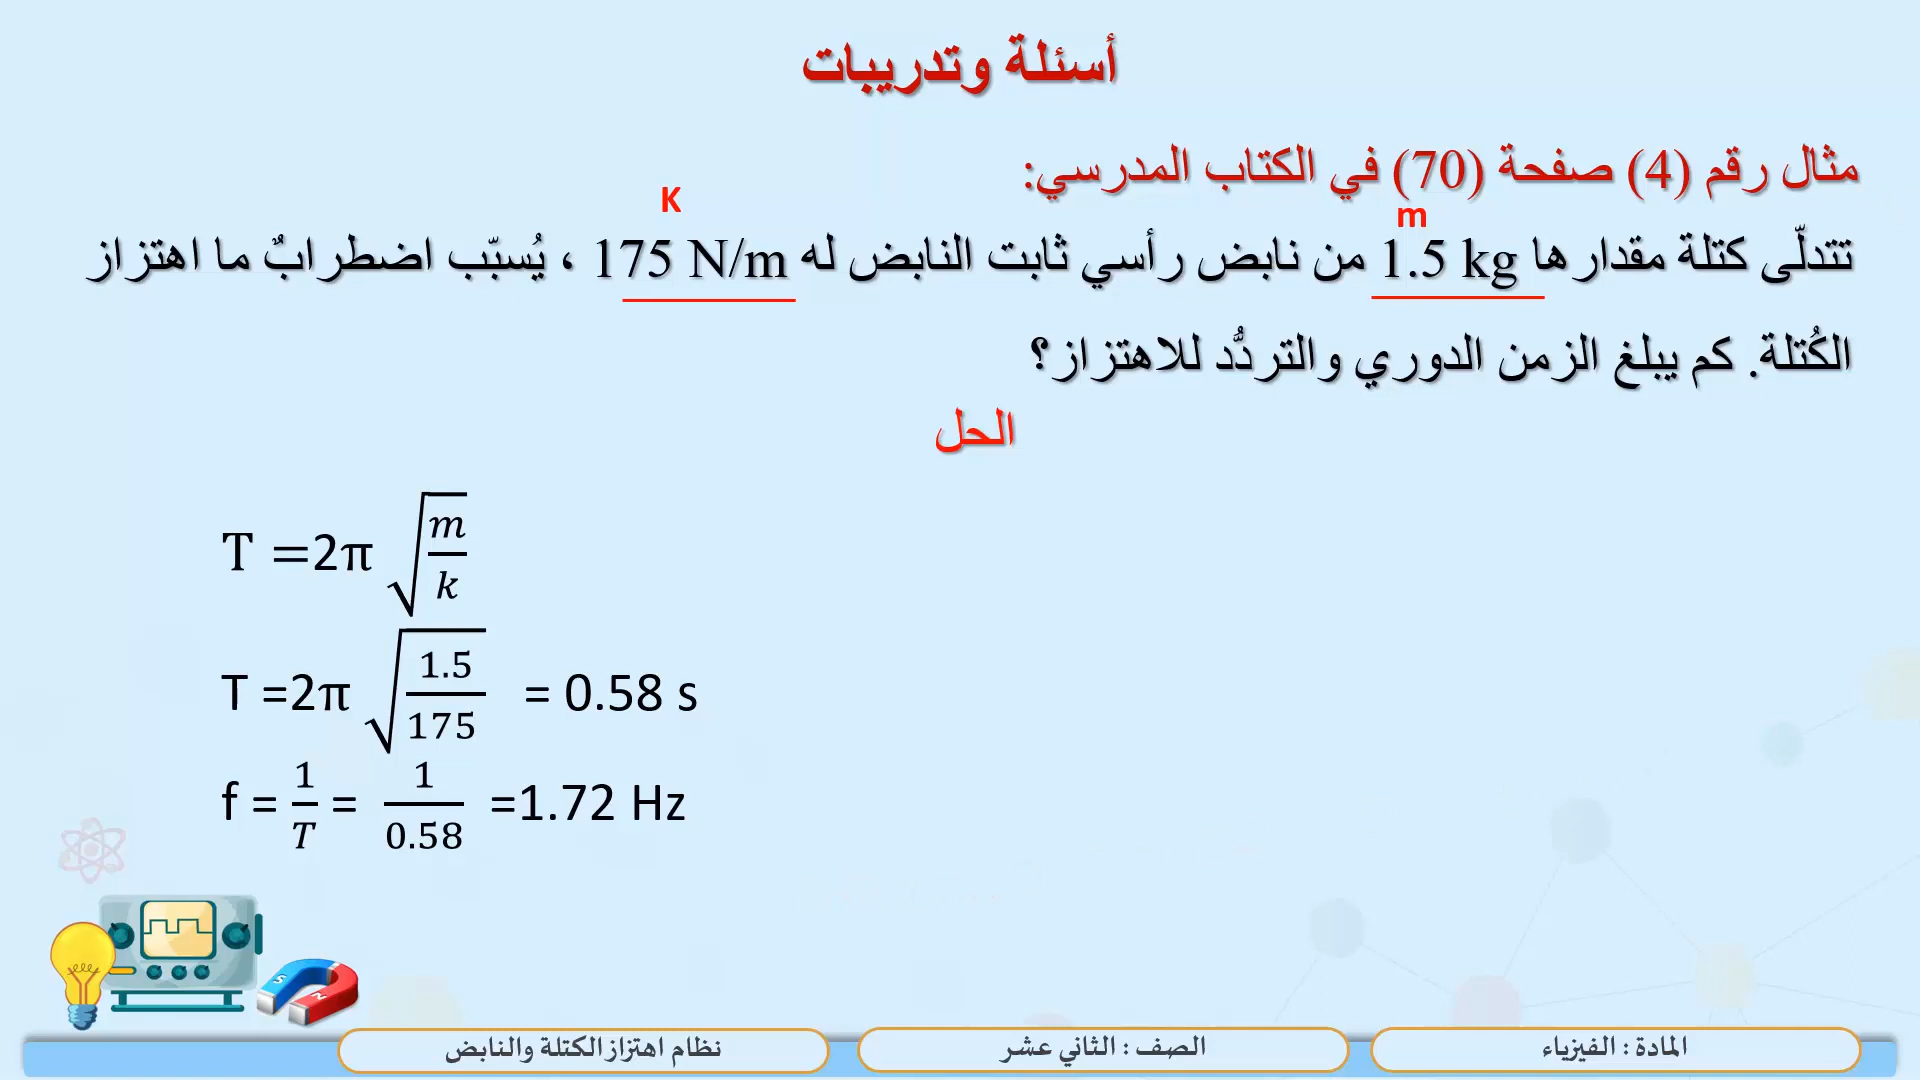 أسئلة وتدريبات
مثال رقم (4) صفحة (70) في الكتاب المدرسي:
K
m
تتدلّى كتلة مقدارها 1.5 kg من نابض رأسي ثابت النابض له 175 N/m ، يُسبّب اضطرابٌ ما اهتزاز
الكُتلة. كم يبلغ الزمن الدوري والتردُّد للاهتزاز؟
الحل
T =2π √(m/k)
T =2π √(1.5/175) = 0.58 s
f = 1/T = 1/0.58 =1.72 Hz
S
N
المادة : الفيزياء
الصف : الثاني عشر
نظام اهتزاز الكتلة والنابض